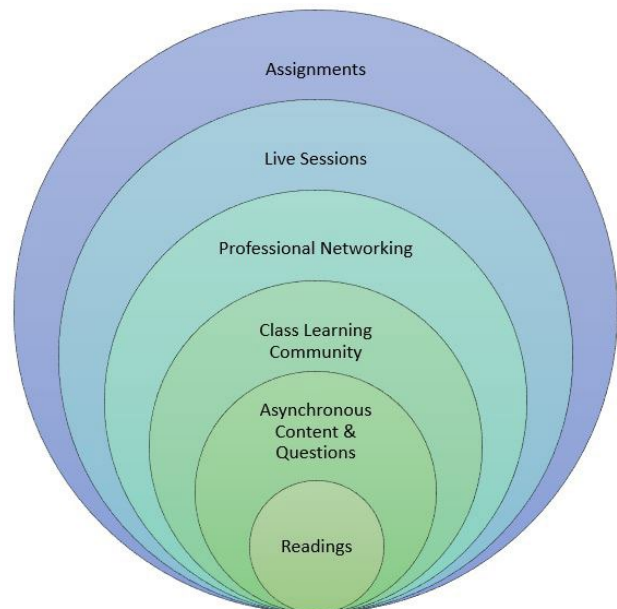 Assignments
Live Sessions
Professional Networking
Class Learning
Community
Asynchronous
Content &
Questions
Readings